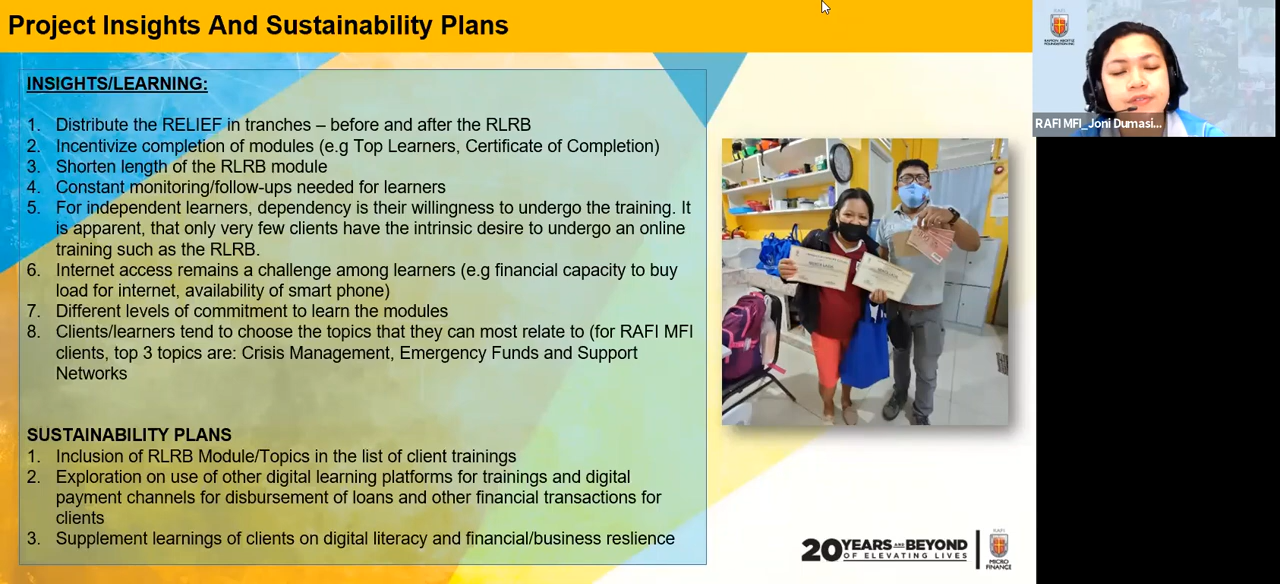 Project Insights And Sustainability Plans
INSIGHTS/LEARNING:
1. Distribute the RELIEF in tranches – before and after the RLRB
2. Incentivize completion of modules (e.g Top Learners, Certificate of Completion)
3. Shorten length of the RLRB module
4. Constant monitoring/follow-ups needed for learners
5. For independent learners, dependency is their willingness to undergo the training. It
is apparent, that only very few clients have the intrinsic desire to undergo an online
training such as the RLRB.
6. Internet access remains a challenge among learners (e.g financial capacity to buy
load for internet, availability of smart phone)
7. Different levels of commitment to learn the modules
8. Clients/learners tend to choose the topics that they can most relate to (for RAFI MFI
clients, top 3 topics are: Crisis Management, Emergency Funds and Support
Networks
SUSTAINABILITY PLANS
1. Inclusion of RLRB Module/Topics in the list of client trainings
2. Exploration on use of other digital learning platforms for trainings and digital
payment channels for disbursement of loans and other financial transactions for
clients
3. Supplement learnings of clients on digital literacy and financial/business reslience
20 YEARS AND BEYOND
OF ELEVATING LIVES
RAFI
MICRO
FINANCE
RAFI
RAMON ABOITIZ
FOUNDATION INC.
RAFI MFI_Joni Dumasi...